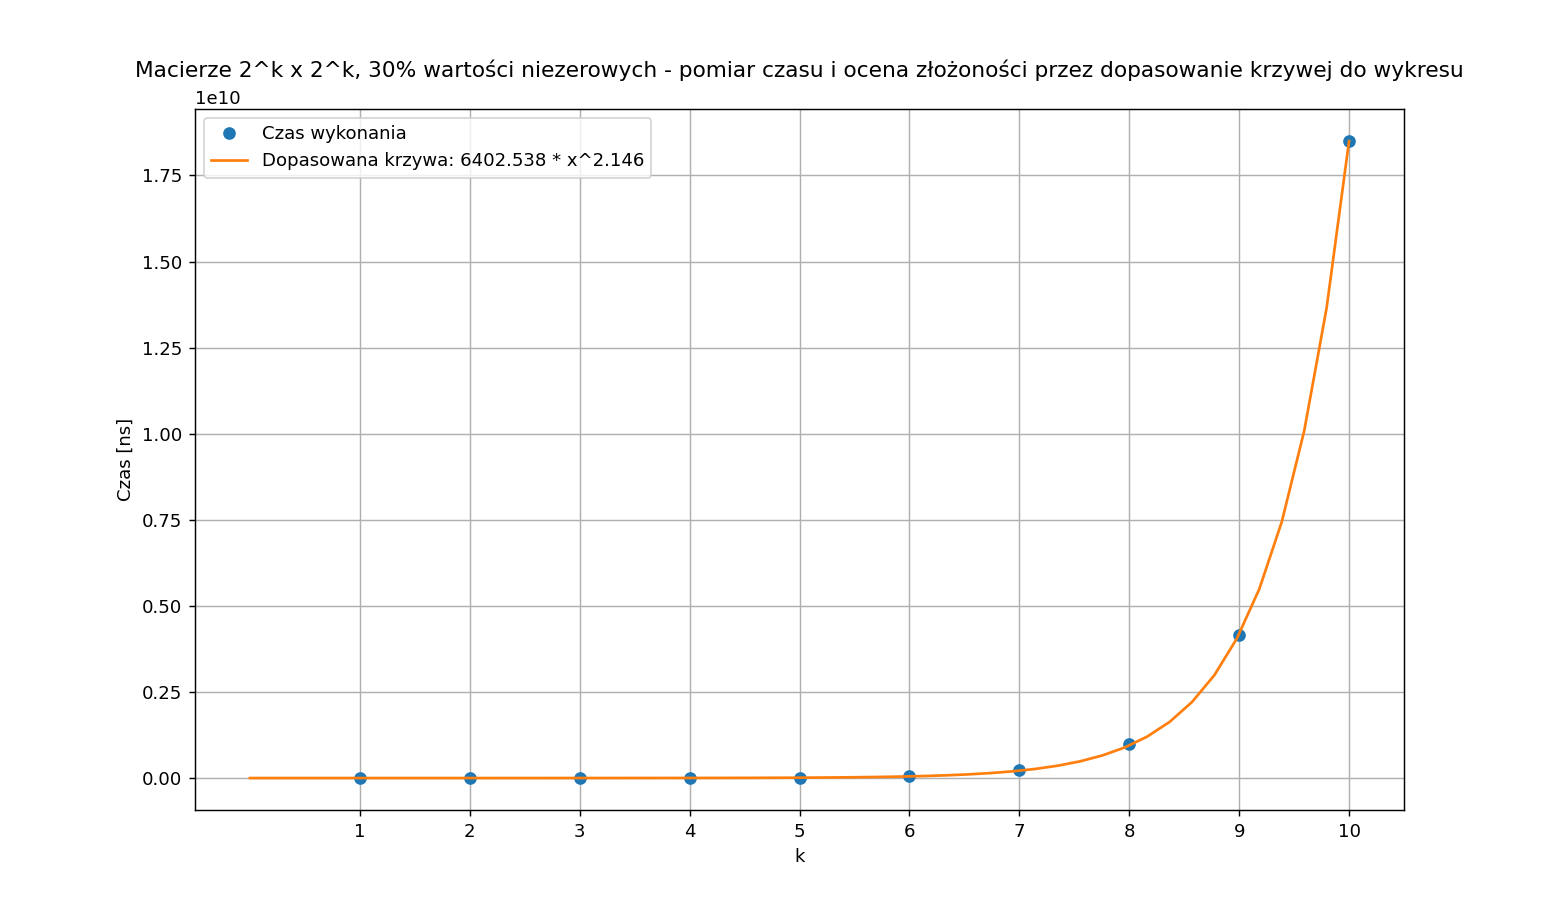 Macierze 2^k x 2^k, 30% wartości niezerowych - pomiar czasu i ocena złożoności przez dopasowanie krzywej do wykresu
1e10
Czas wykonania
Dopasowana krzywa: 6402.538 * x^2.146
1.75
1.50
1.25
1.00
0.75
0.50
0.25
0.00
Czas [ns]
1 2 3 4 5 6 7 8 9 10
k